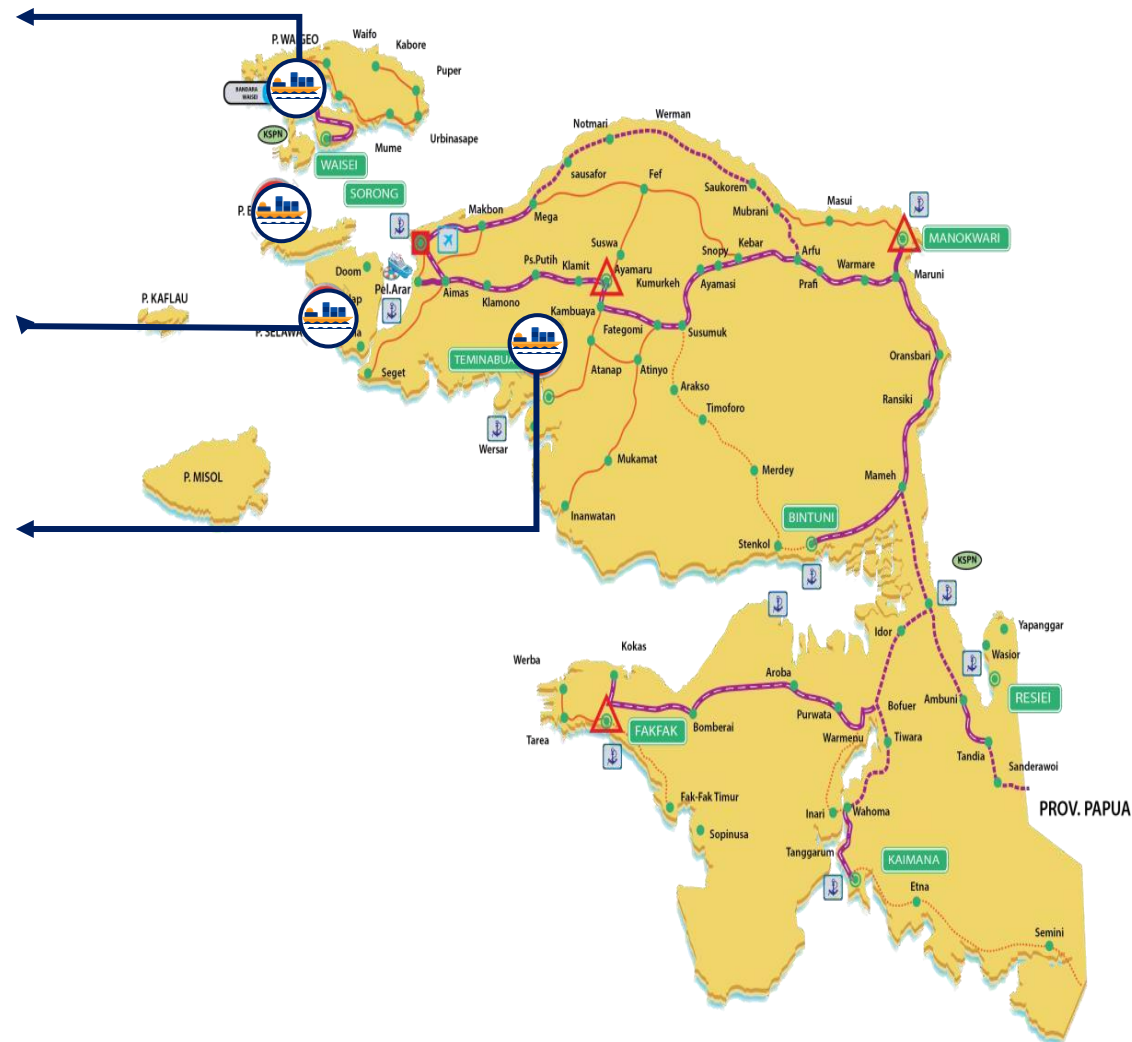 P. WAIGEO
Waifo
Kabore
Puper
BANDARA
WAISEI
KSPN
WAISEI
Mume
Urbinasape
SORONG
Notmari
Werman
sausafor
Fef
Saukorem
Mubrani
Masui
MANOKWARI
Makbon
Mega
Suswa
Snopy
Kebar
Arfu
Warmare
Maruni
Doom
Pel.Arar
Aimas
Klamono
Ps.Putih
Klamit
Ayamaru
Kumurkeh
Ayamasi
Prafi
P. KAFLAU
Kambuaya
Fategomi
Susumuk
Oransbari
Seget
Atanap
Atinyo
Arakso
Ransiki
Timoforo
Wersar
Mukamat
Merdey
Mameh
P. MISOL
Inanwatan
BINTUNI
Stenkol
KSPN
Idor
Yapanggar
Wasior
Kokas
Werba
Aroba
RESIEI
Ambuni
Bofuer
Purwata
Bomberai
FAKFAK
Tarea
Warmenu
Tiwara
Tandia
Sanderawoi
PROV. PAPUA
Fak-Fak Timur
Inari
Wahoma
Sopinusa
Tanggarum
KAIMANA
Etna
Semini